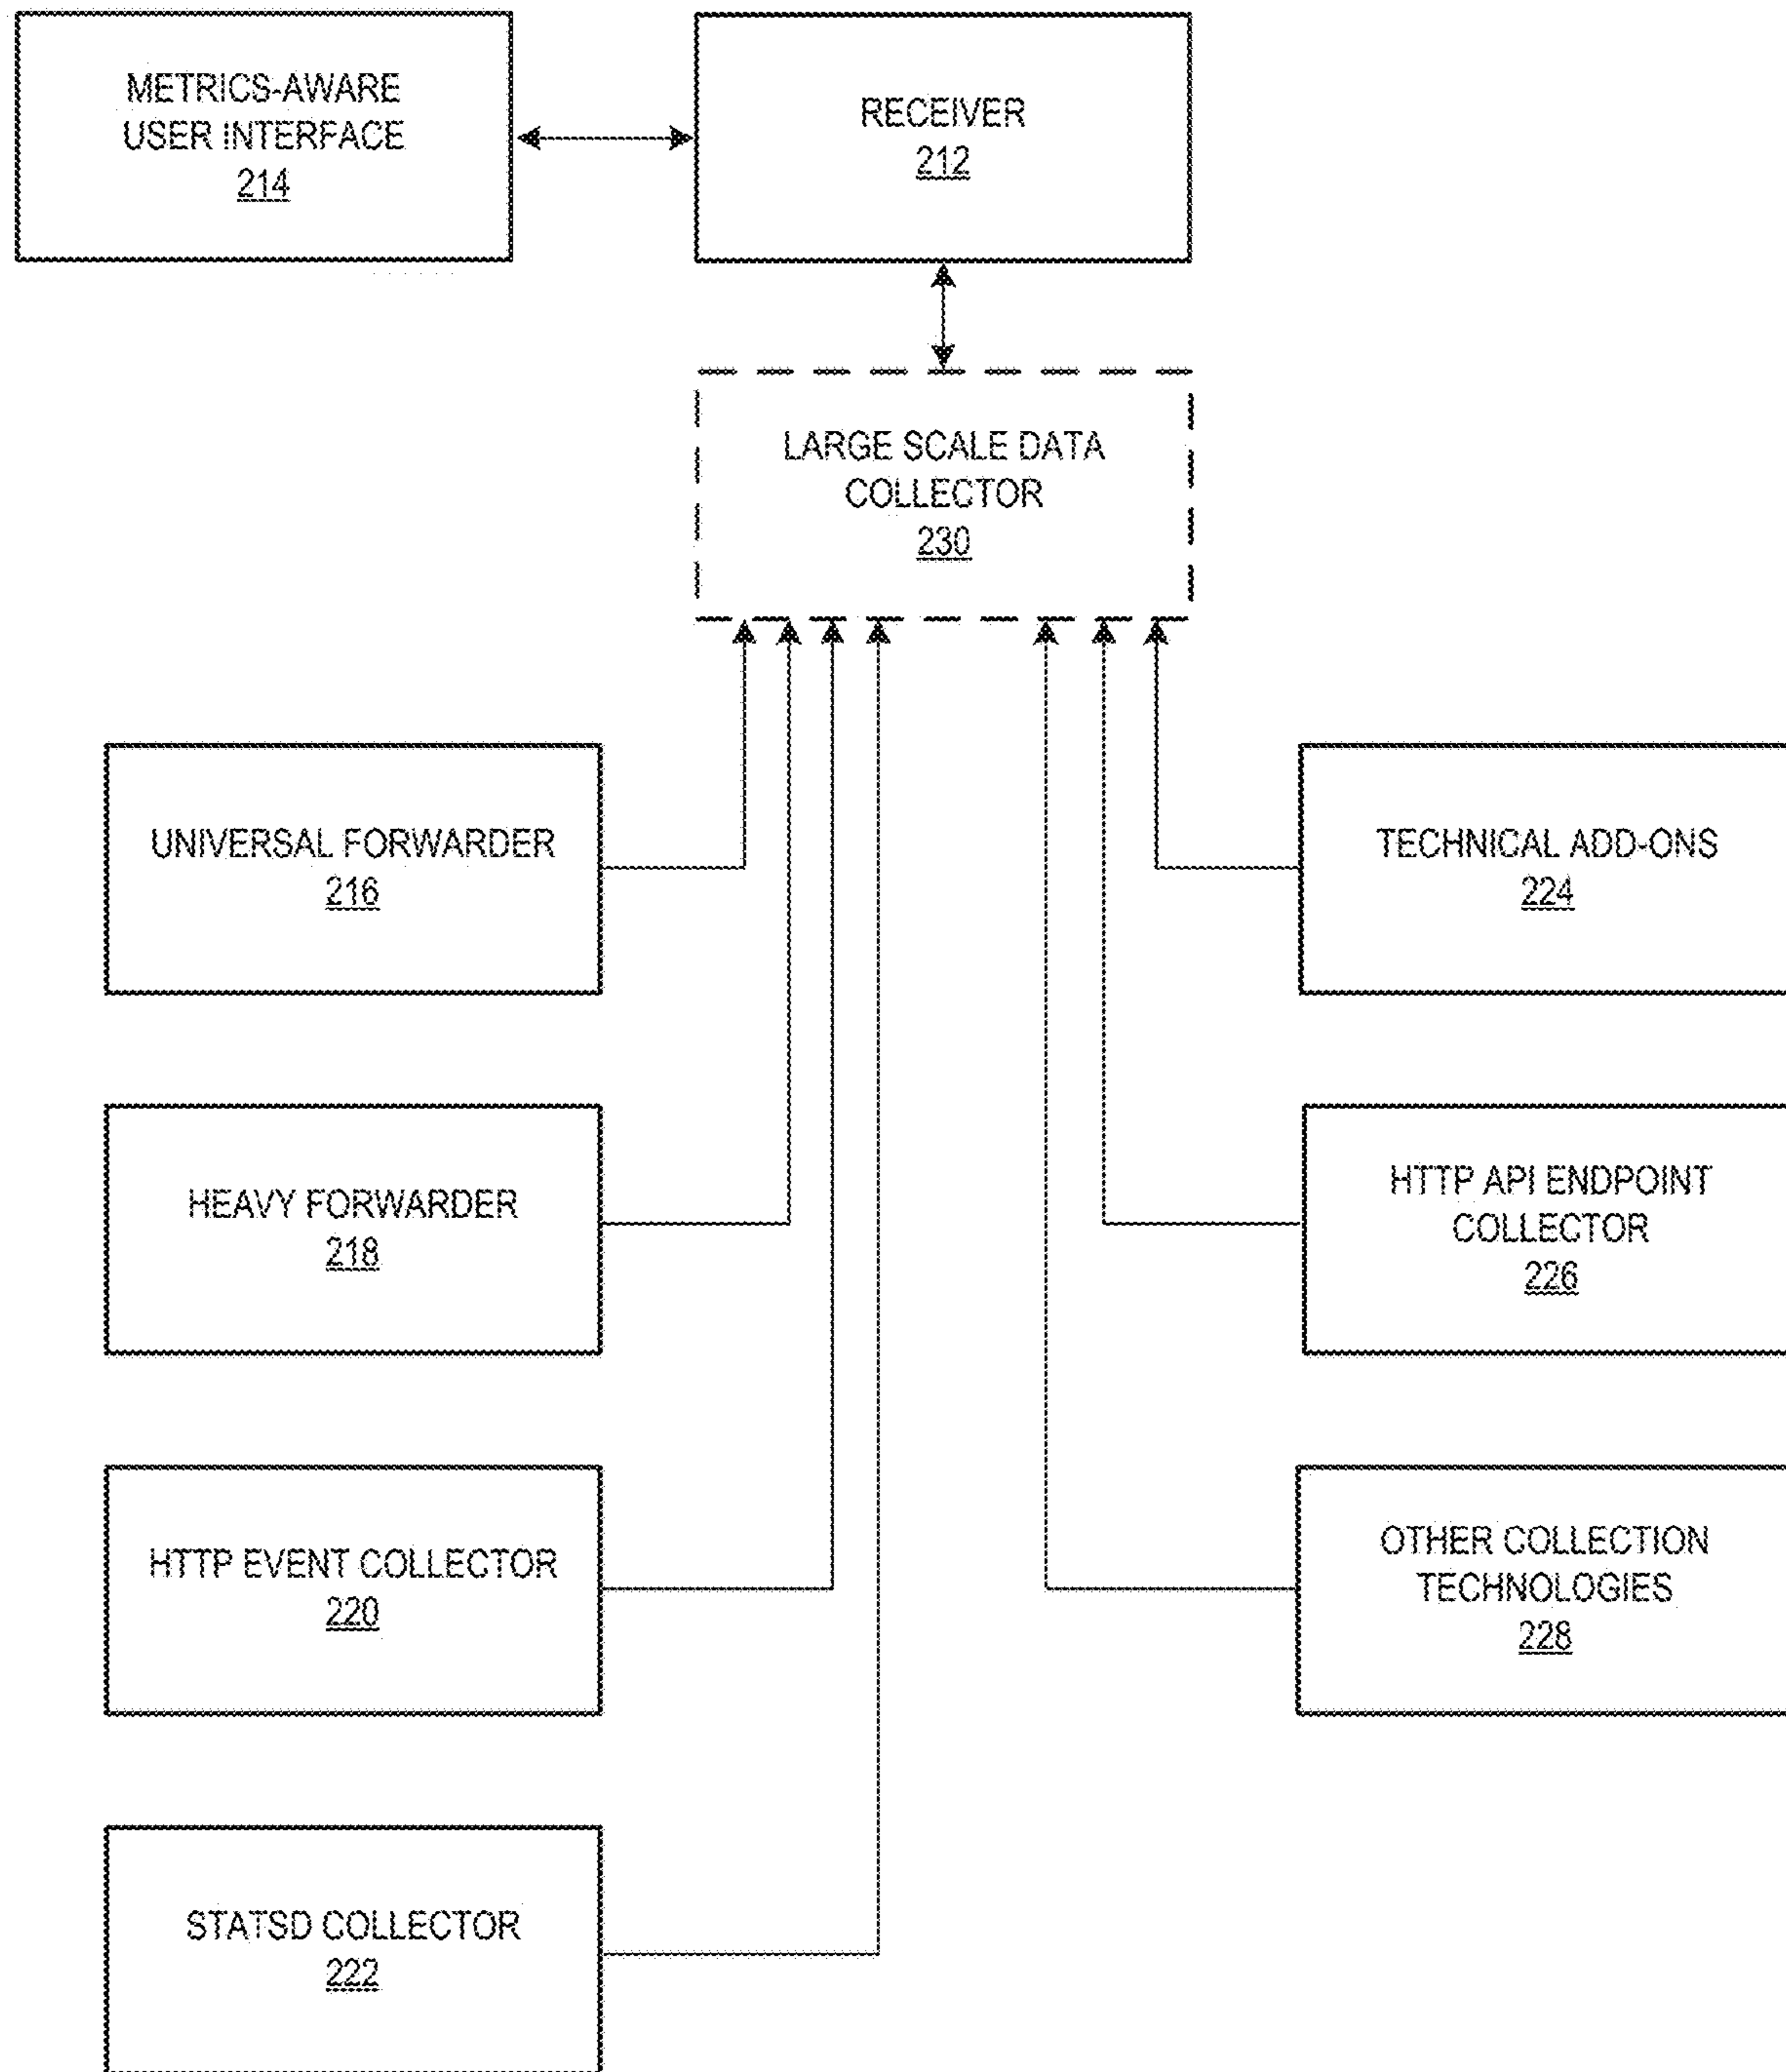 METRICS-AWARE
USER INTERFACE
214
RECEIVER
212
LARGE SCALE DATA
COLLECTOR
230
UNIVERSAL FORWARDER
216
TECHNICAL ADD-ONS
224
HEAVY FORWARDER
218
HTTP API ENDPOINT
COLLECTOR
226
HTTP EVENT COLLECTOR
220
OTHER COLLECTION
TECHNOLOGIES
228
STATSD COLLECTOR
222